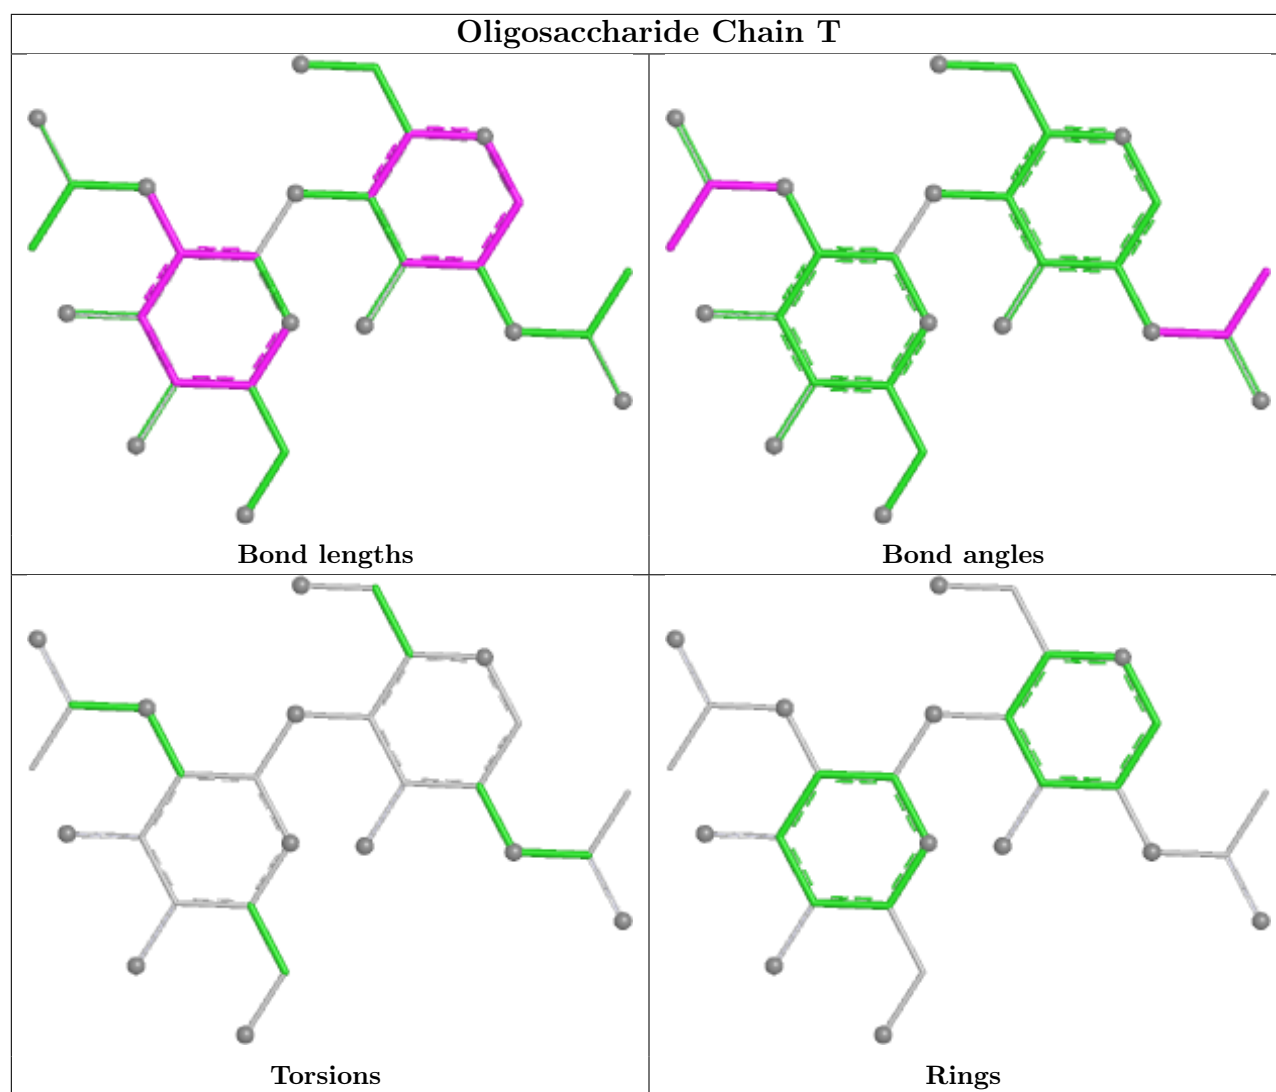 Oligosaccharide Chain T
Bond lengths
Bond angles
Torsions
Rings